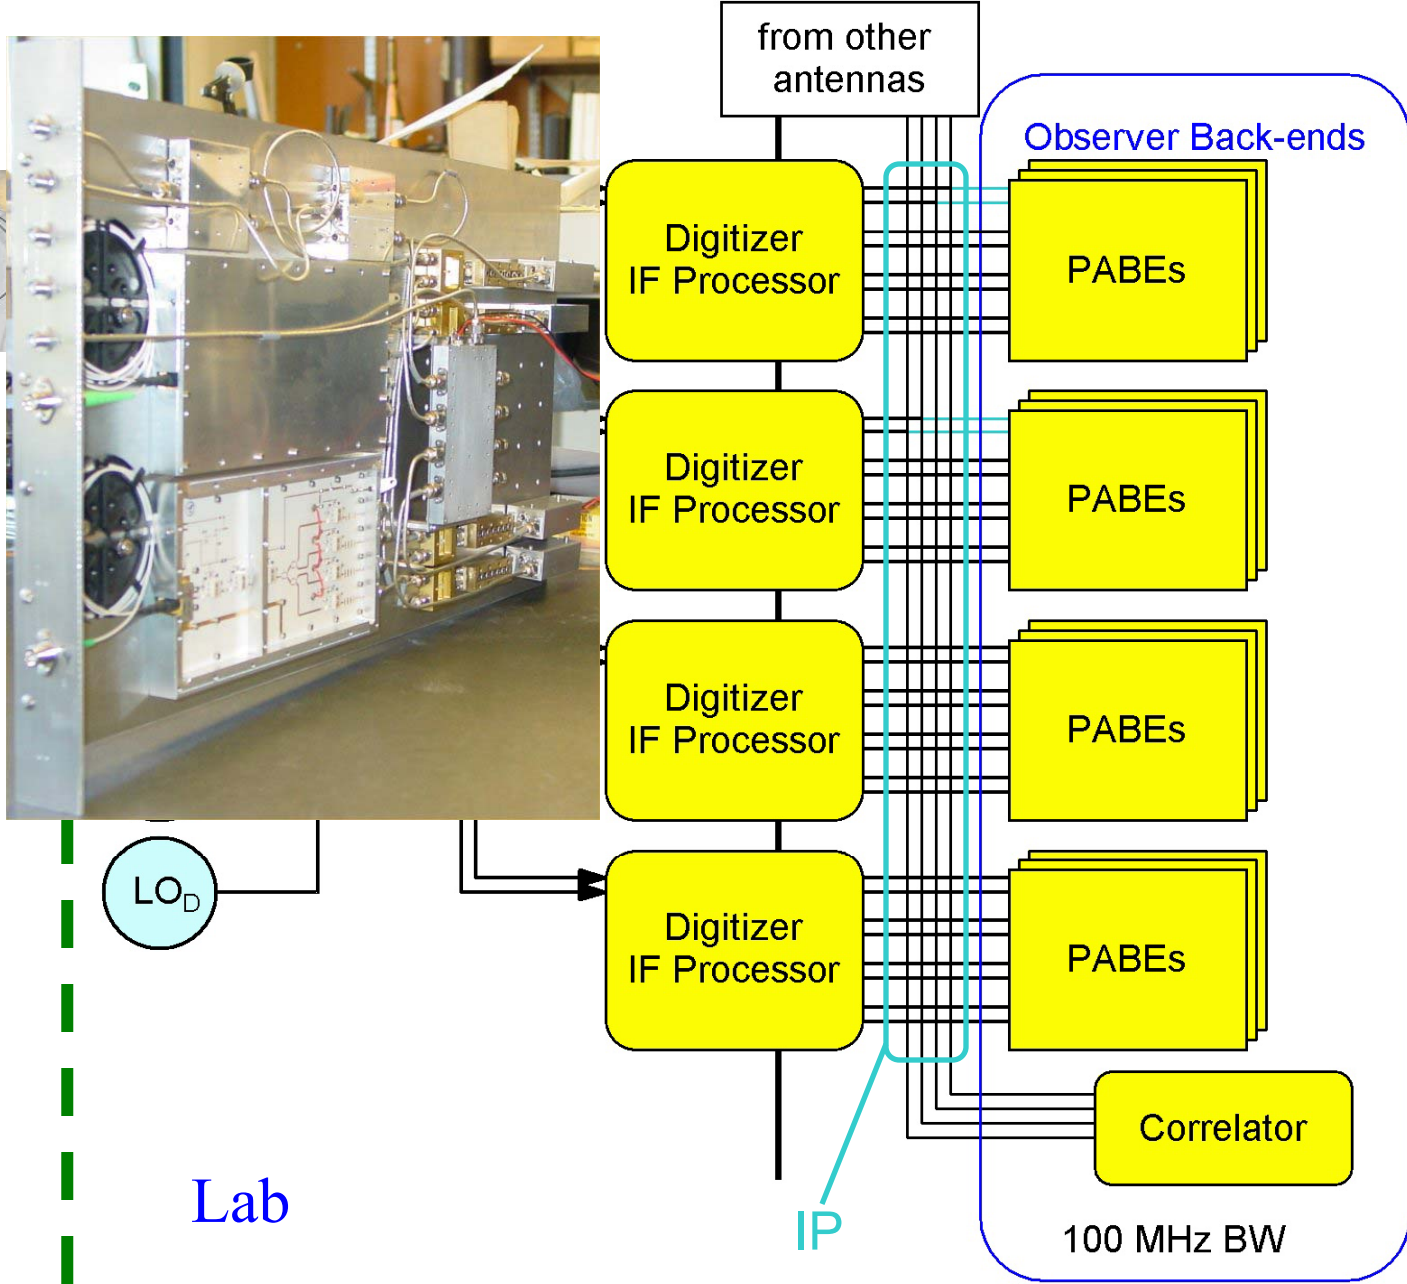 from other
antennas
Observer Back-ends
Digitizer
IF Processor
PABEs
Digitizer
IF Processor
PABEs
Digitizer
IF Processor
PABEs
Digitizer
IF Processor
PABEs
LOD
Correlator
Lab
IP
100 MHz BW